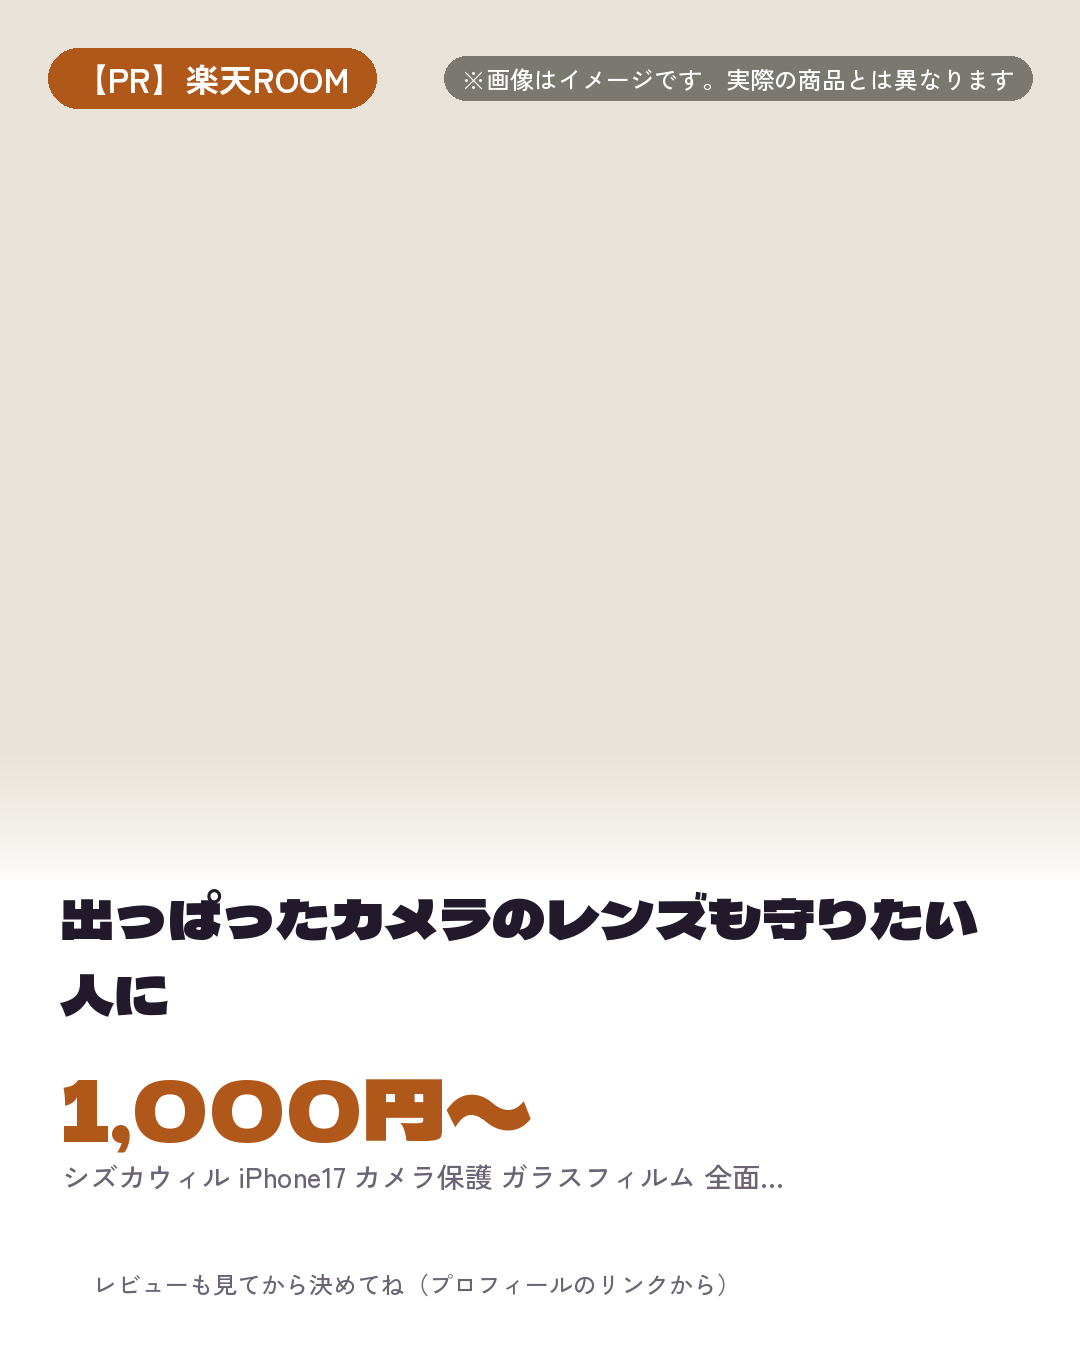 【PR】楽天ROOM
※画像はイメージです。実際の商品とは異なります
出っぱったカメラのレンズも守りたい
人に
1,000円〜
シズカウィル iPhone17 カメラ保護 ガラスフィルム 全面...
レビューも見てから決めてね（プロフィールのリンクから）